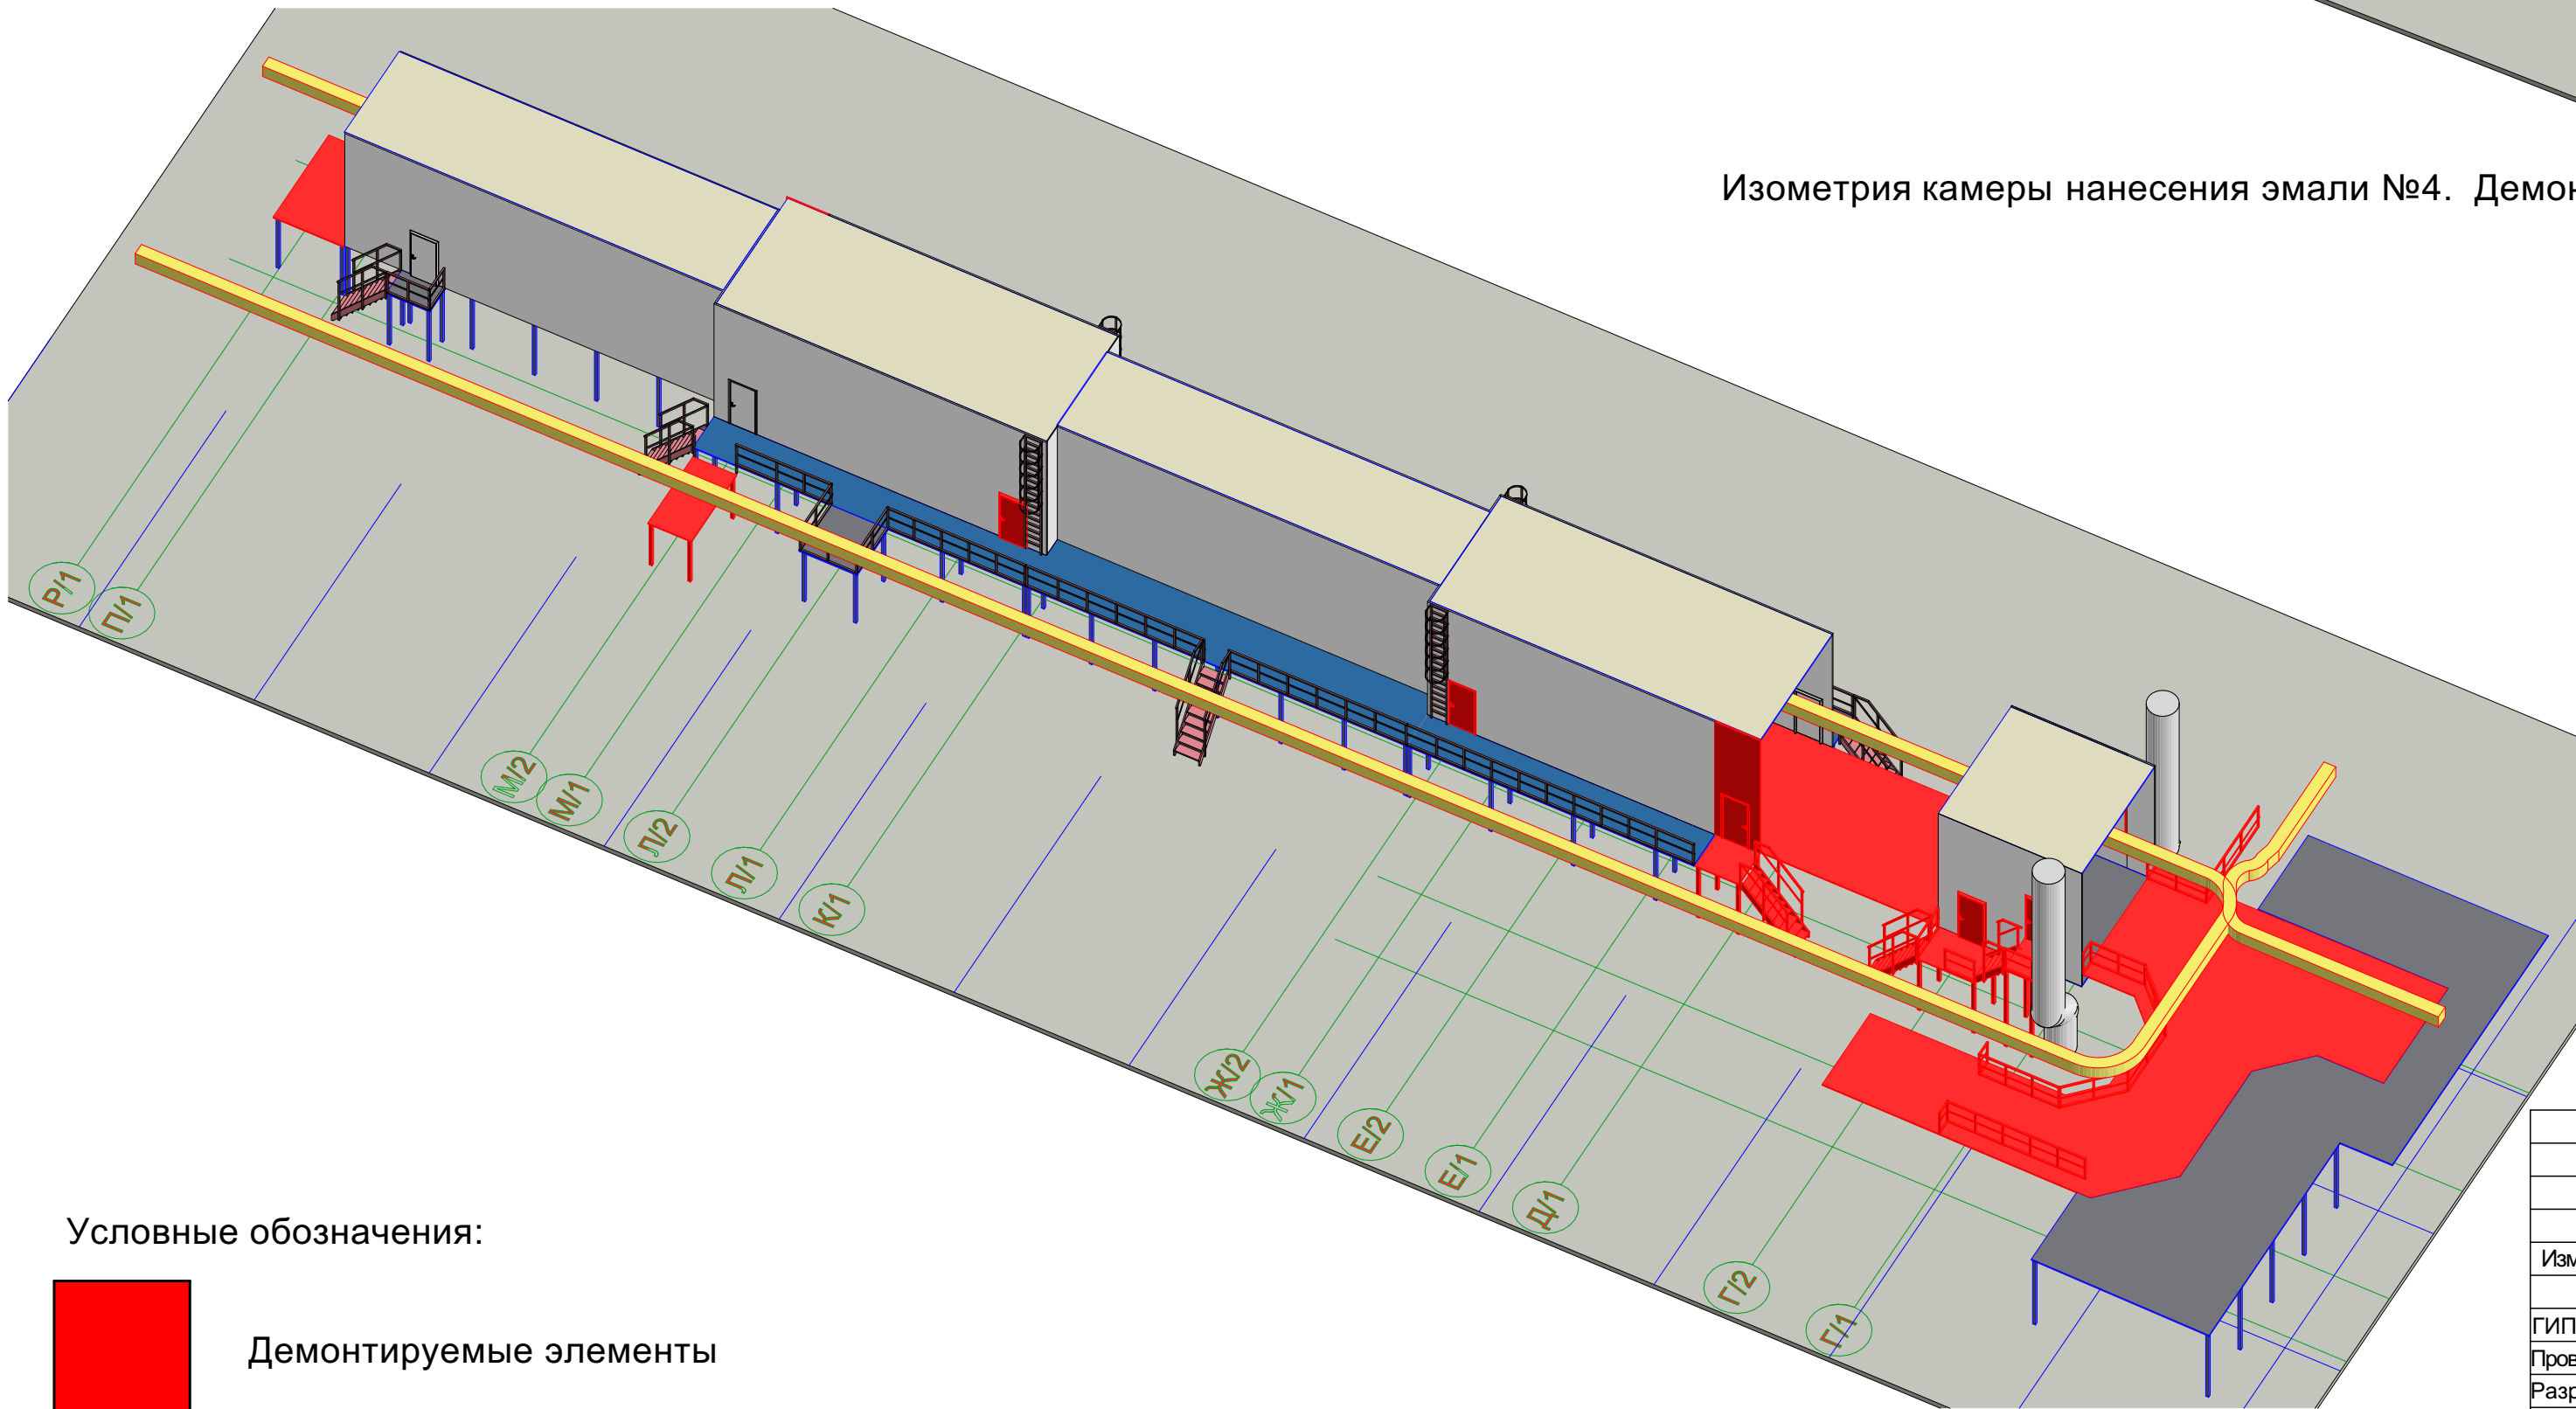 Изометрия камеры нанесения эмали №4. Демон
Р/1
П/1
М/2
М/1
Л/2
Л/1
К/1
Ж/2
Ж/1
Е/2
Е/1
Д/1
Г/2
Г/1
Условные обозначения:
Демонтируемые элементы
Изм
ГИП
Пров
Разр